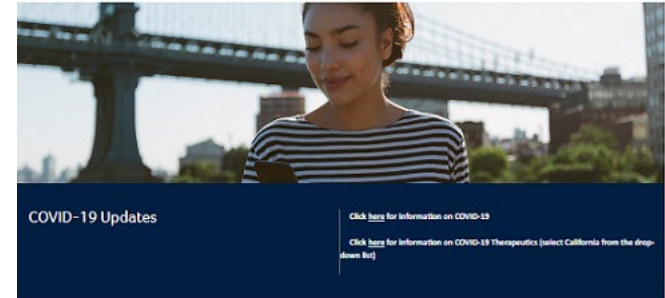 COVID-19 Updates
Click here for information on COVID-19
Click here for information on COVID-19 Therapeutics (select California from the drop-
down list)